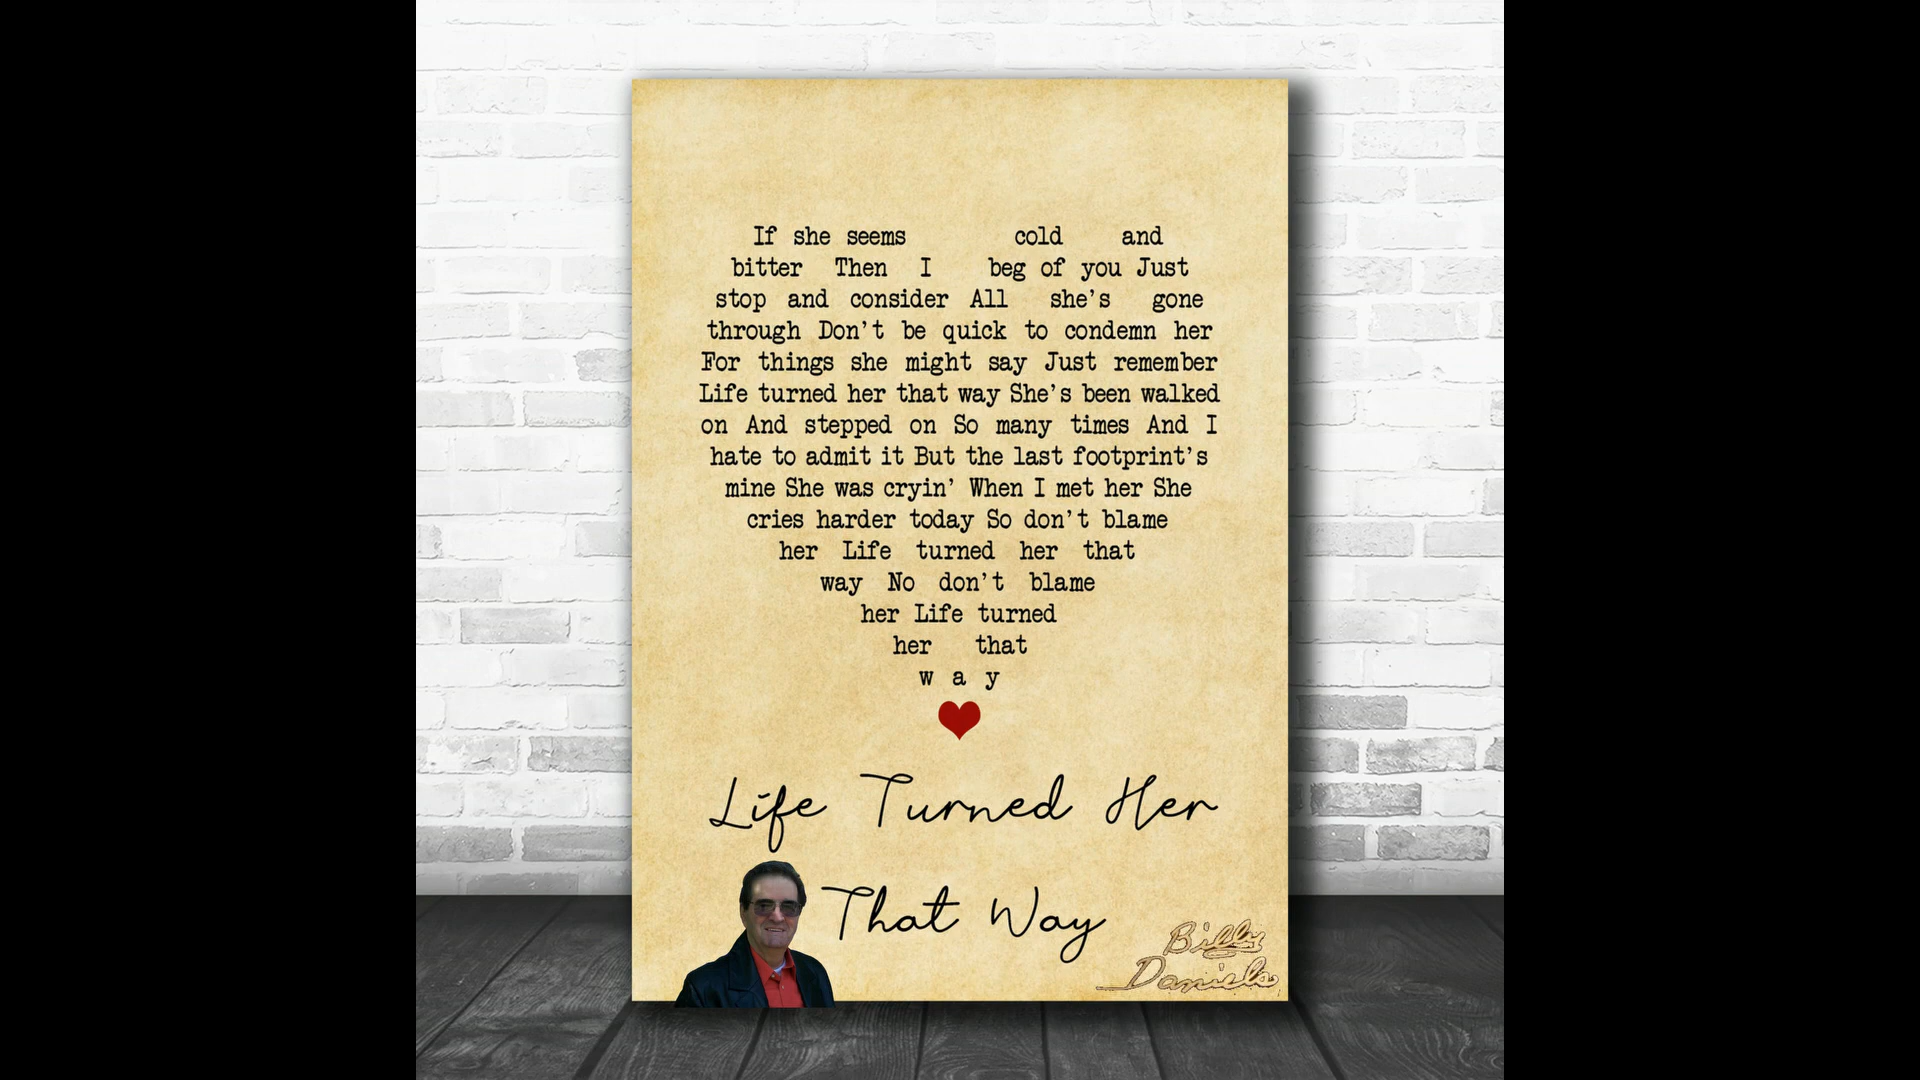 If she seems cold and
bitter Then I beg of you Just
stop and consider All she's gone
through Don't be quick to condemn her
For things she might say Just remember
Life turned her that way She's been walked
on And stepped on So many times And I
hate to admit it But the last footprint's
mine She was cryin' When I met her She
cries harder today So don't blame
her Life turned her that
way No don't blame
her Life turned
her that
w a y
Life Turned Her
That Way
Billy
Daniels